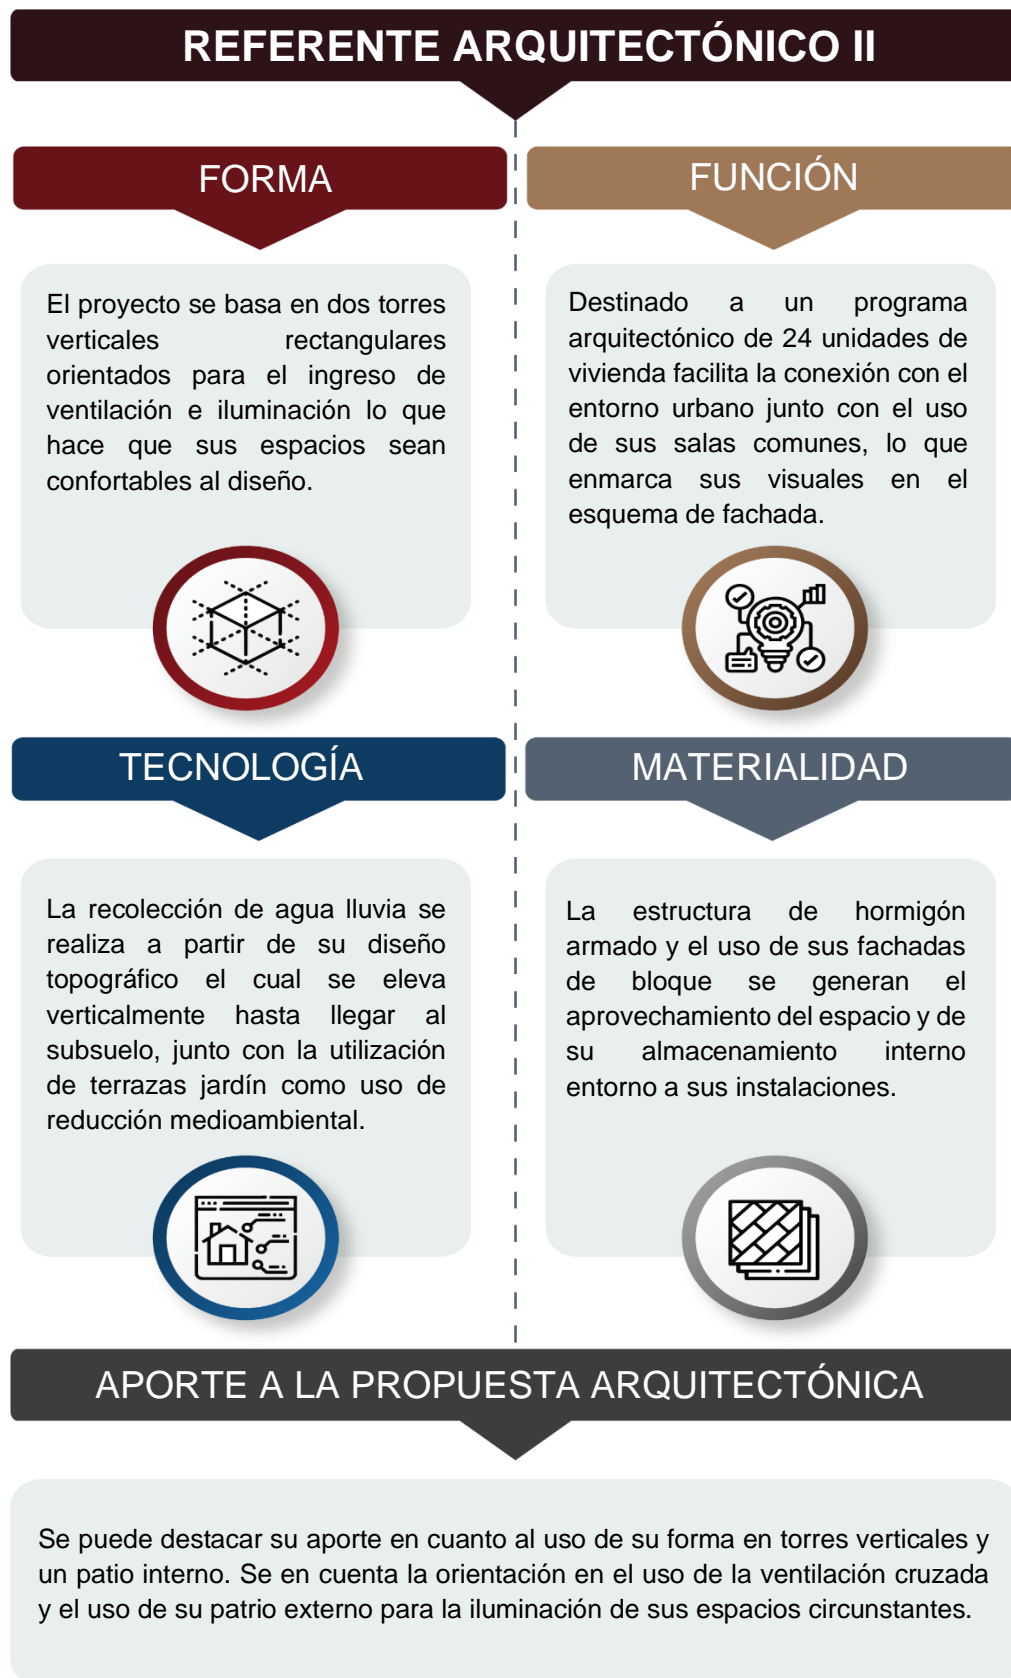 REFERENTE ARQUITECTÓNICO II
FORMA
El proyecto se basa en dos torres
verticales rectangulares
orientados para el ingreso de
ventilación e iluminación lo que
hace que sus espacios sean
confortables al diseño.
FUNCIÓN
Destinado a un programa
arquitectónico de 24 unidades de
vivienda facilita la conexión con el
entorno urbano junto con el uso
de sus salas comunes, lo que
enmarca sus visuales en el
esquema de fachada.
TECNOLOGÍA
La recolección de agua lluvia se
realiza a partir de su diseño
topográfico el cual se eleva
verticalmente hasta llegar al
subsuelo, junto con la utilización
de terrazas jardín como uso de
reducción medioambiental.
MATERIALIDAD
La estructura de hormigón
armado y el uso de sus fachadas
de bloque se generan el
aprovechamiento del espacio y de
su almacenamiento interno
entorno a sus instalaciones.
APORTE A LA PROPUESTA ARQUITECTÓNICA
Se puede destacar su aporte en cuanto al uso de su forma en torres verticales y
un patio interno. Se en cuenta la orientación en el uso de la ventilación cruzada
y el uso de su patrio externo para la iluminación de sus espacios circunstantes.